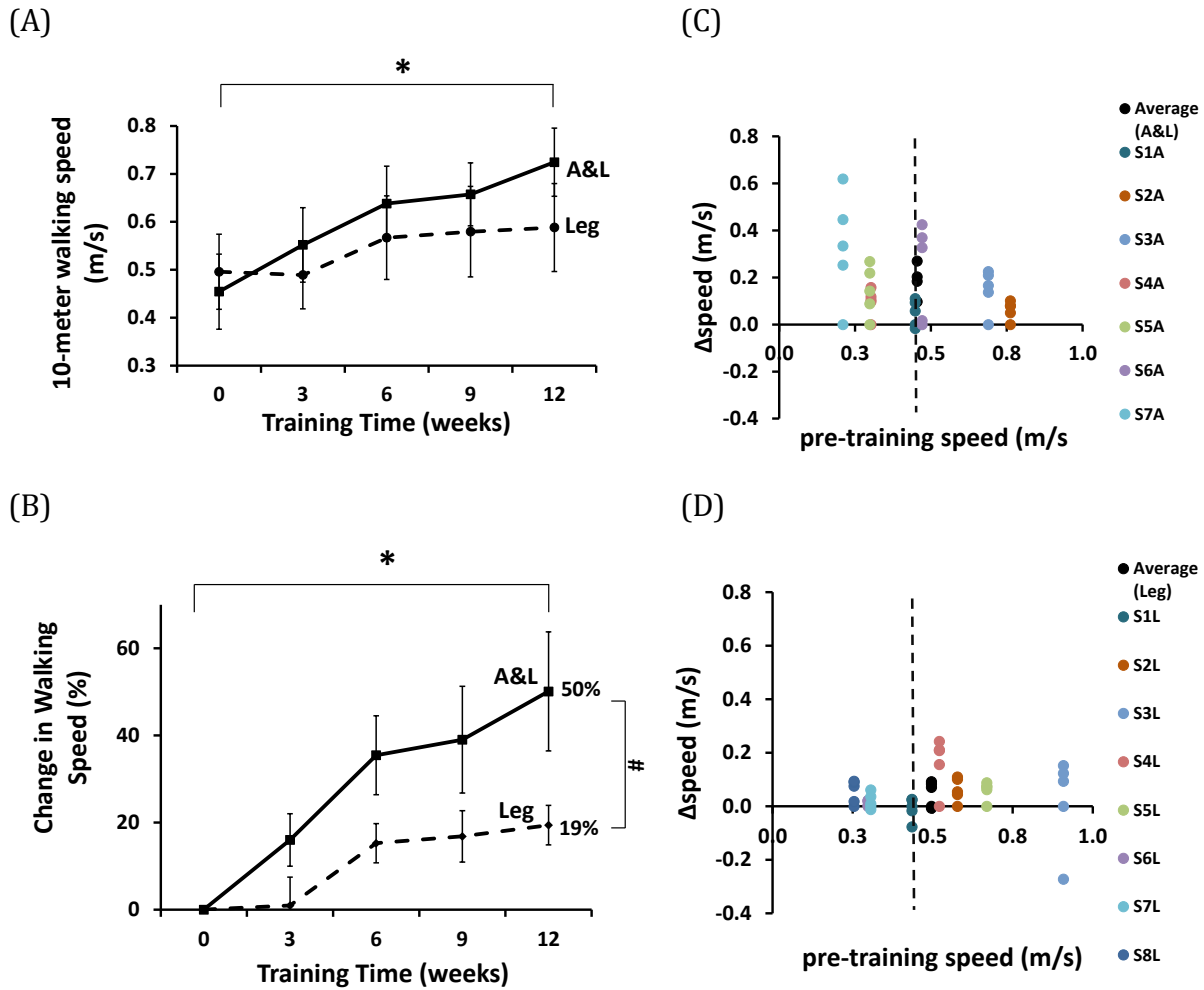 (A)
*
10-meter walking speed
(m/s)
0.8
0.7
0.6
0.5
0.4
0.3
A&L
Leg
0 3 6 9 12
Training Time (weeks)
(B)
*
Change in Walking
Speed (%)
60
40
20
0
A&L
50%
#
Leg
19%
0 3 6 9 12
Training Time (weeks)
(C)
Δspeed (m/s)
0.8
0.6
0.4
0.2
0.0
-0.2
-0.4
0.0 0.3 0.5 0.8 1.0
pre-training speed (m/s
Average
(A&L)
S1A
S2A
S3A
S4A
S5A
S6A
S7A
(D)
Δspeed (m/s)
0.8
0.6
0.4
0.2
0.0
-0.2
-0.4
0.0 0.3 0.5 0.8 1.0
pre-training speed (m/s)
Average
(Leg)
S1L
S2L
S3L
S4L
S5L
S6L
S7L
S8L